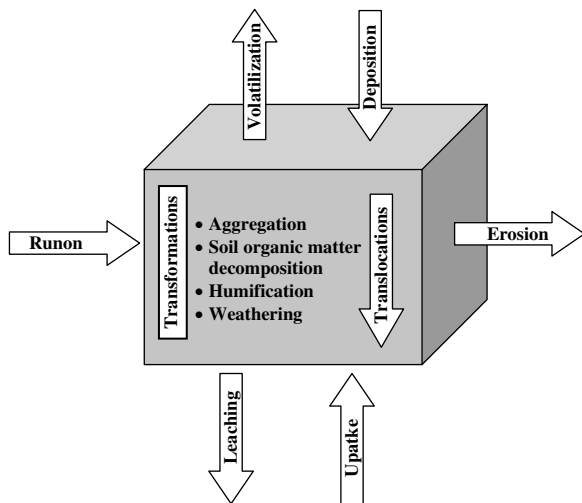 Volatilization
Deposition
Runon
Transformations
• Aggregation
• Soil organic matter
decomposition
• Humification
• Weathering
Translocations
Erosion
Leaching
Upatke